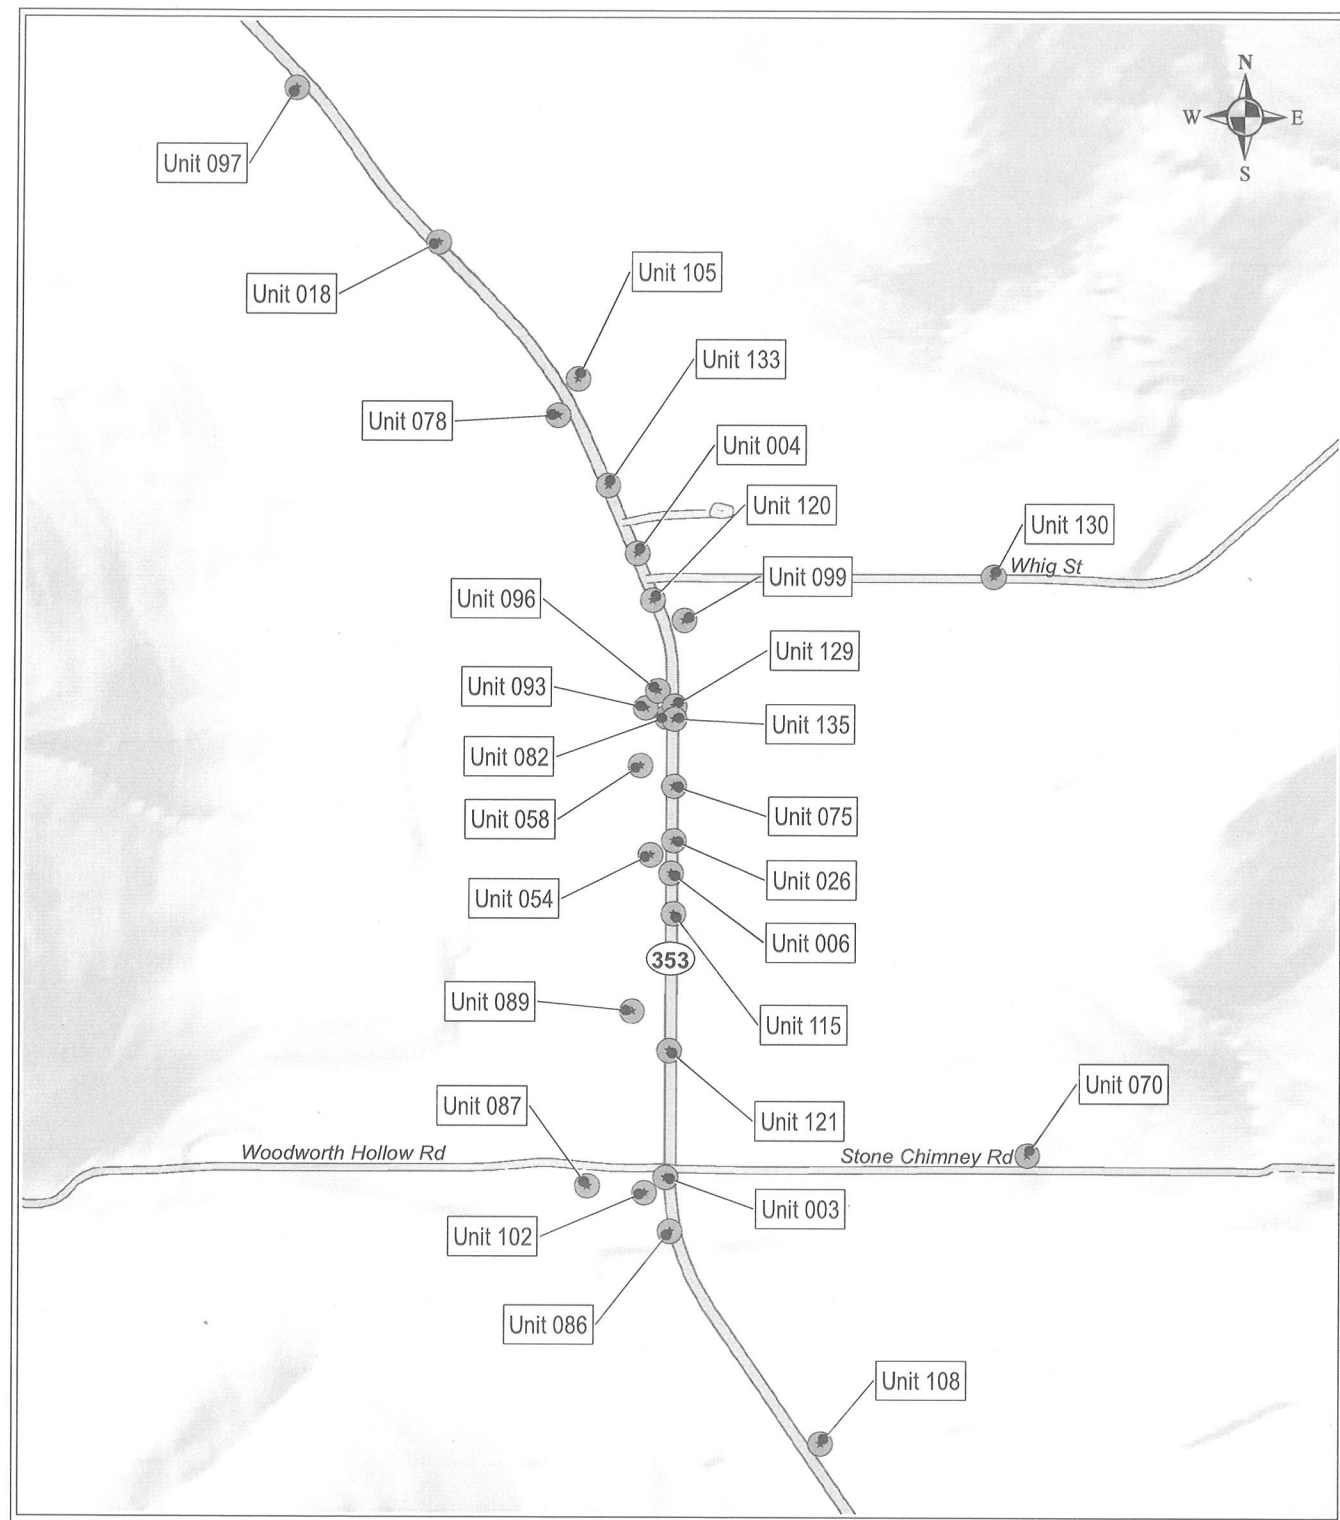 N
W E
S
Unit 097
Unit 018
Unit 105
Unit 133
Unit 078
Unit 004
Unit 120
Unit 130
Whig St
Unit 099
Unit 096
Unit 129
Unit 093
Unit 135
Unit 082
Unit 058
Unit 075
Unit 026
Unit 054
Unit 006
353
Unit 089
Unit 115
Unit 070
Unit 087
Unit 121
Woodworth Hollow Rd
Stone Chimney Rd
Unit 003
Unit 102
Unit 086
Unit 108